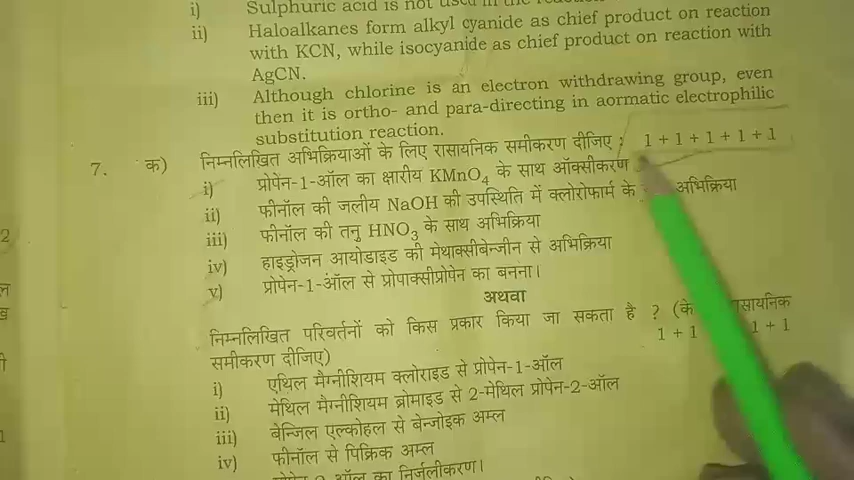 i) Sulphuric acid is not used in the reaction
ii) Haloalkanes form alkyl cyanide as chief product on reaction
with KCN, while isocyanide as chief product on reaction with
AgCN.
iii) Although chlorine is an electron withdrawing group, even
then it is ortho- and para-directing in aormatic electrophilic
substitution reaction.
7. क) निम्नलिखित अभिक्रियाओं के लिए रासायनिक समीकरण दीजिए : 1 + 1 + 1 + 1 + 1
i) प्रोपेन-1-ऑल का क्षारीय KMnO4 के साथ ऑक्सीकरण
ii) फीनॉल की जलीय NaOH की उपस्थिति में क्लोरोफार्म के अभिक्रिया
iii) फीनॉल की तनु HNO3 के साथ अभिक्रिया
iv) हाइड्रोजन आयोडाइड की मेथाक्सीबेन्जीन से अभिक्रिया
v) प्रोपेन-1-ऑल से प्रोपाक्सीप्रोपेन का बनना।
अथवा
निम्नलिखित परिवर्तनों को किस प्रकार किया जा सकता है ?
समीकरण दीजिए) 1 + 1 1 + 1
i) एथिल मैग्नीशियम क्लोराइड से प्रोपेन-1-ऑल
ii) मेथिल मैग्नीशियम ब्रोमाइड से 2-मेथिल प्रोपेन-2-ऑल
iii) बेन्जिल एल्कोहल से बेन्जोइक अम्ल
iv) फीनॉल से पिक्रिक अम्ल
का निर्जलीकरण।